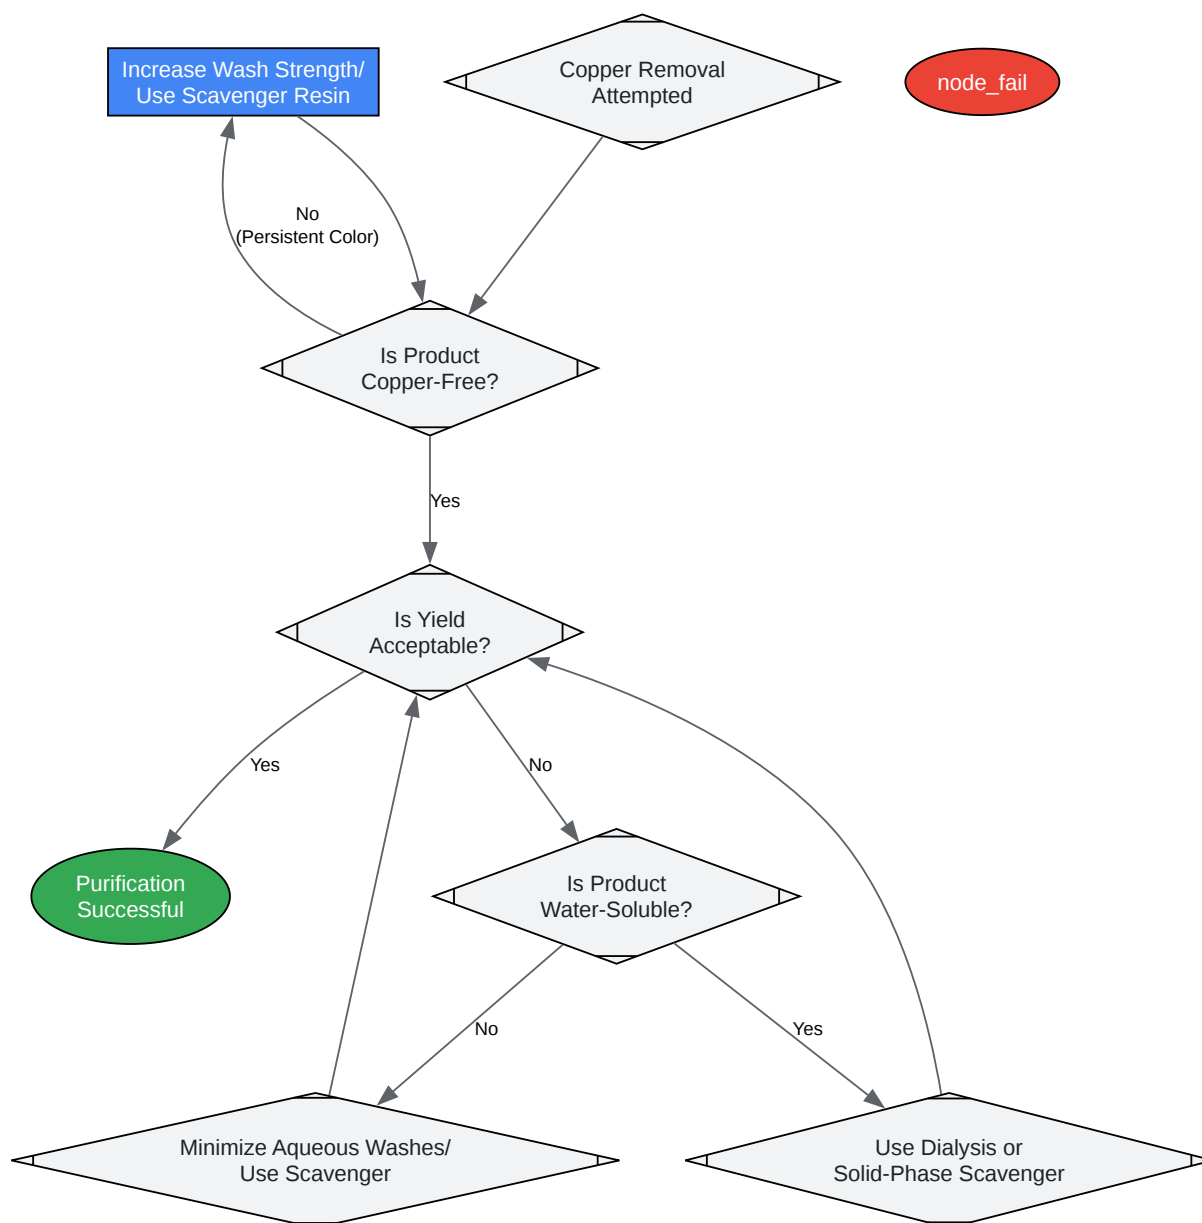 Increase Wash Strength/
Use Scavenger Resin
Copper Removal
Attempted
node_fail
No
(Persistent Color)
Is Product
Copper-Free?
Yes
Is Yield
Acceptable?
Yes
No
Purification
Successful
Is Product
Water-Soluble?
No
Yes
Minimize Aqueous Washes/
Use Scavenger
Use Dialysis or
Solid-Phase Scavenger